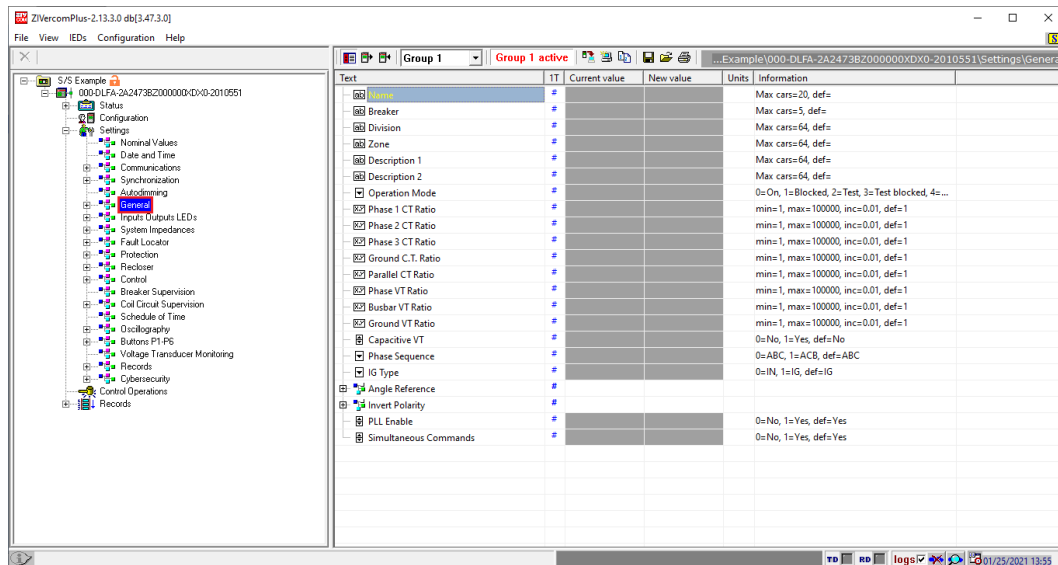 ZIVercomPlus-2.13.3.0 db[3.47.3.0]
File View IEDs Configuration Help
Group 1
Group 1 active
...Example\000-DLFA-2A2473BZ000000XDX0-2010551\Settings\Genera
S/S Example
000-DLFA-2A2473BZ000000XDX0-2010551
Status
Configuration
Settings
Nominal Values
Date and Time
Communications
Synchronization
Autodimming
General
Inputs Outputs LEDs
System Impedances
Fault Locator
Protection
Recloser
Control
Breaker Supervision
Coil Circuit Supervision
Schedule of Time
Oscillography
Buttons P1-P6
Voltage Transducer Monitoring
Records
Cybersecurity
Control Operations
Records
Text 1T Current value New value Units Information
Name # Max cars=20, def=
Breaker # Max cars=5, def=
Division # Max cars=64, def=
Zone # Max cars=64, def=
Description 1 # Max cars=64, def=
Description 2 # Max cars=64, def=
Operation Mode # 0=On, 1=Blocked, 2=Test, 3=Test blocked, 4=...
Phase 1 CT Ratio # min=1, max=100000, inc=0.01, def=1
Phase 2 CT Ratio # min=1, max=100000, inc=0.01, def=1
Phase 3 CT Ratio # min=1, max=100000, inc=0.01, def=1
Ground C.T. Ratio # min=1, max=100000, inc=0.01, def=1
Parallel CT Ratio # min=1, max=100000, inc=0.01, def=1
Phase VT Ratio # min=1, max=100000, inc=0.01, def=1
Busbar VT Ratio # min=1, max=100000, inc=0.01, def=1
Ground VT Ratio # min=1, max=100000, inc=0.01, def=1
Capacitive VT # 0=No, 1=Yes, def=No
Phase Sequence # 0=ABC, 1=ACB, def=ABC
IG Type # 0=IN, 1=IG, def=IG
Angle Reference #
Invert Polarity #
PLL Enable # 0=No, 1=Yes, def=Yes
Simultaneous Commands # 0=No, 1=Yes, def=Yes
TD RD logs 01/25/2021 13:55